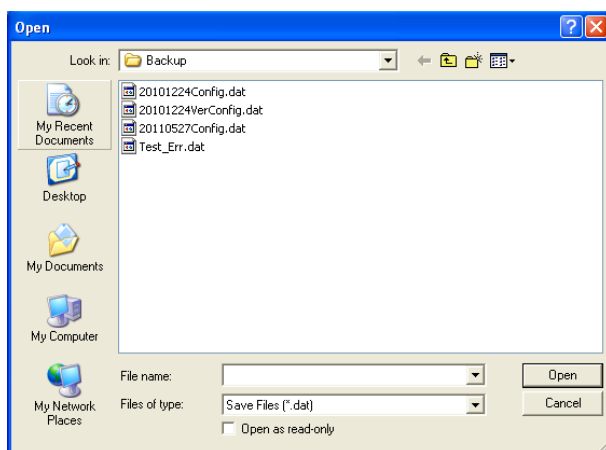 Open
Look in:
Backup
My Recent
Documents
Desktop
My Documents
My Computer
My Network
Places
20101224Config.dat
20101224VerConfig.dat
20110527Config.dat
Test_Err.dat
File name:
Open
Files of type:
Save Files (*.dat)
Cancel
Open as read-only